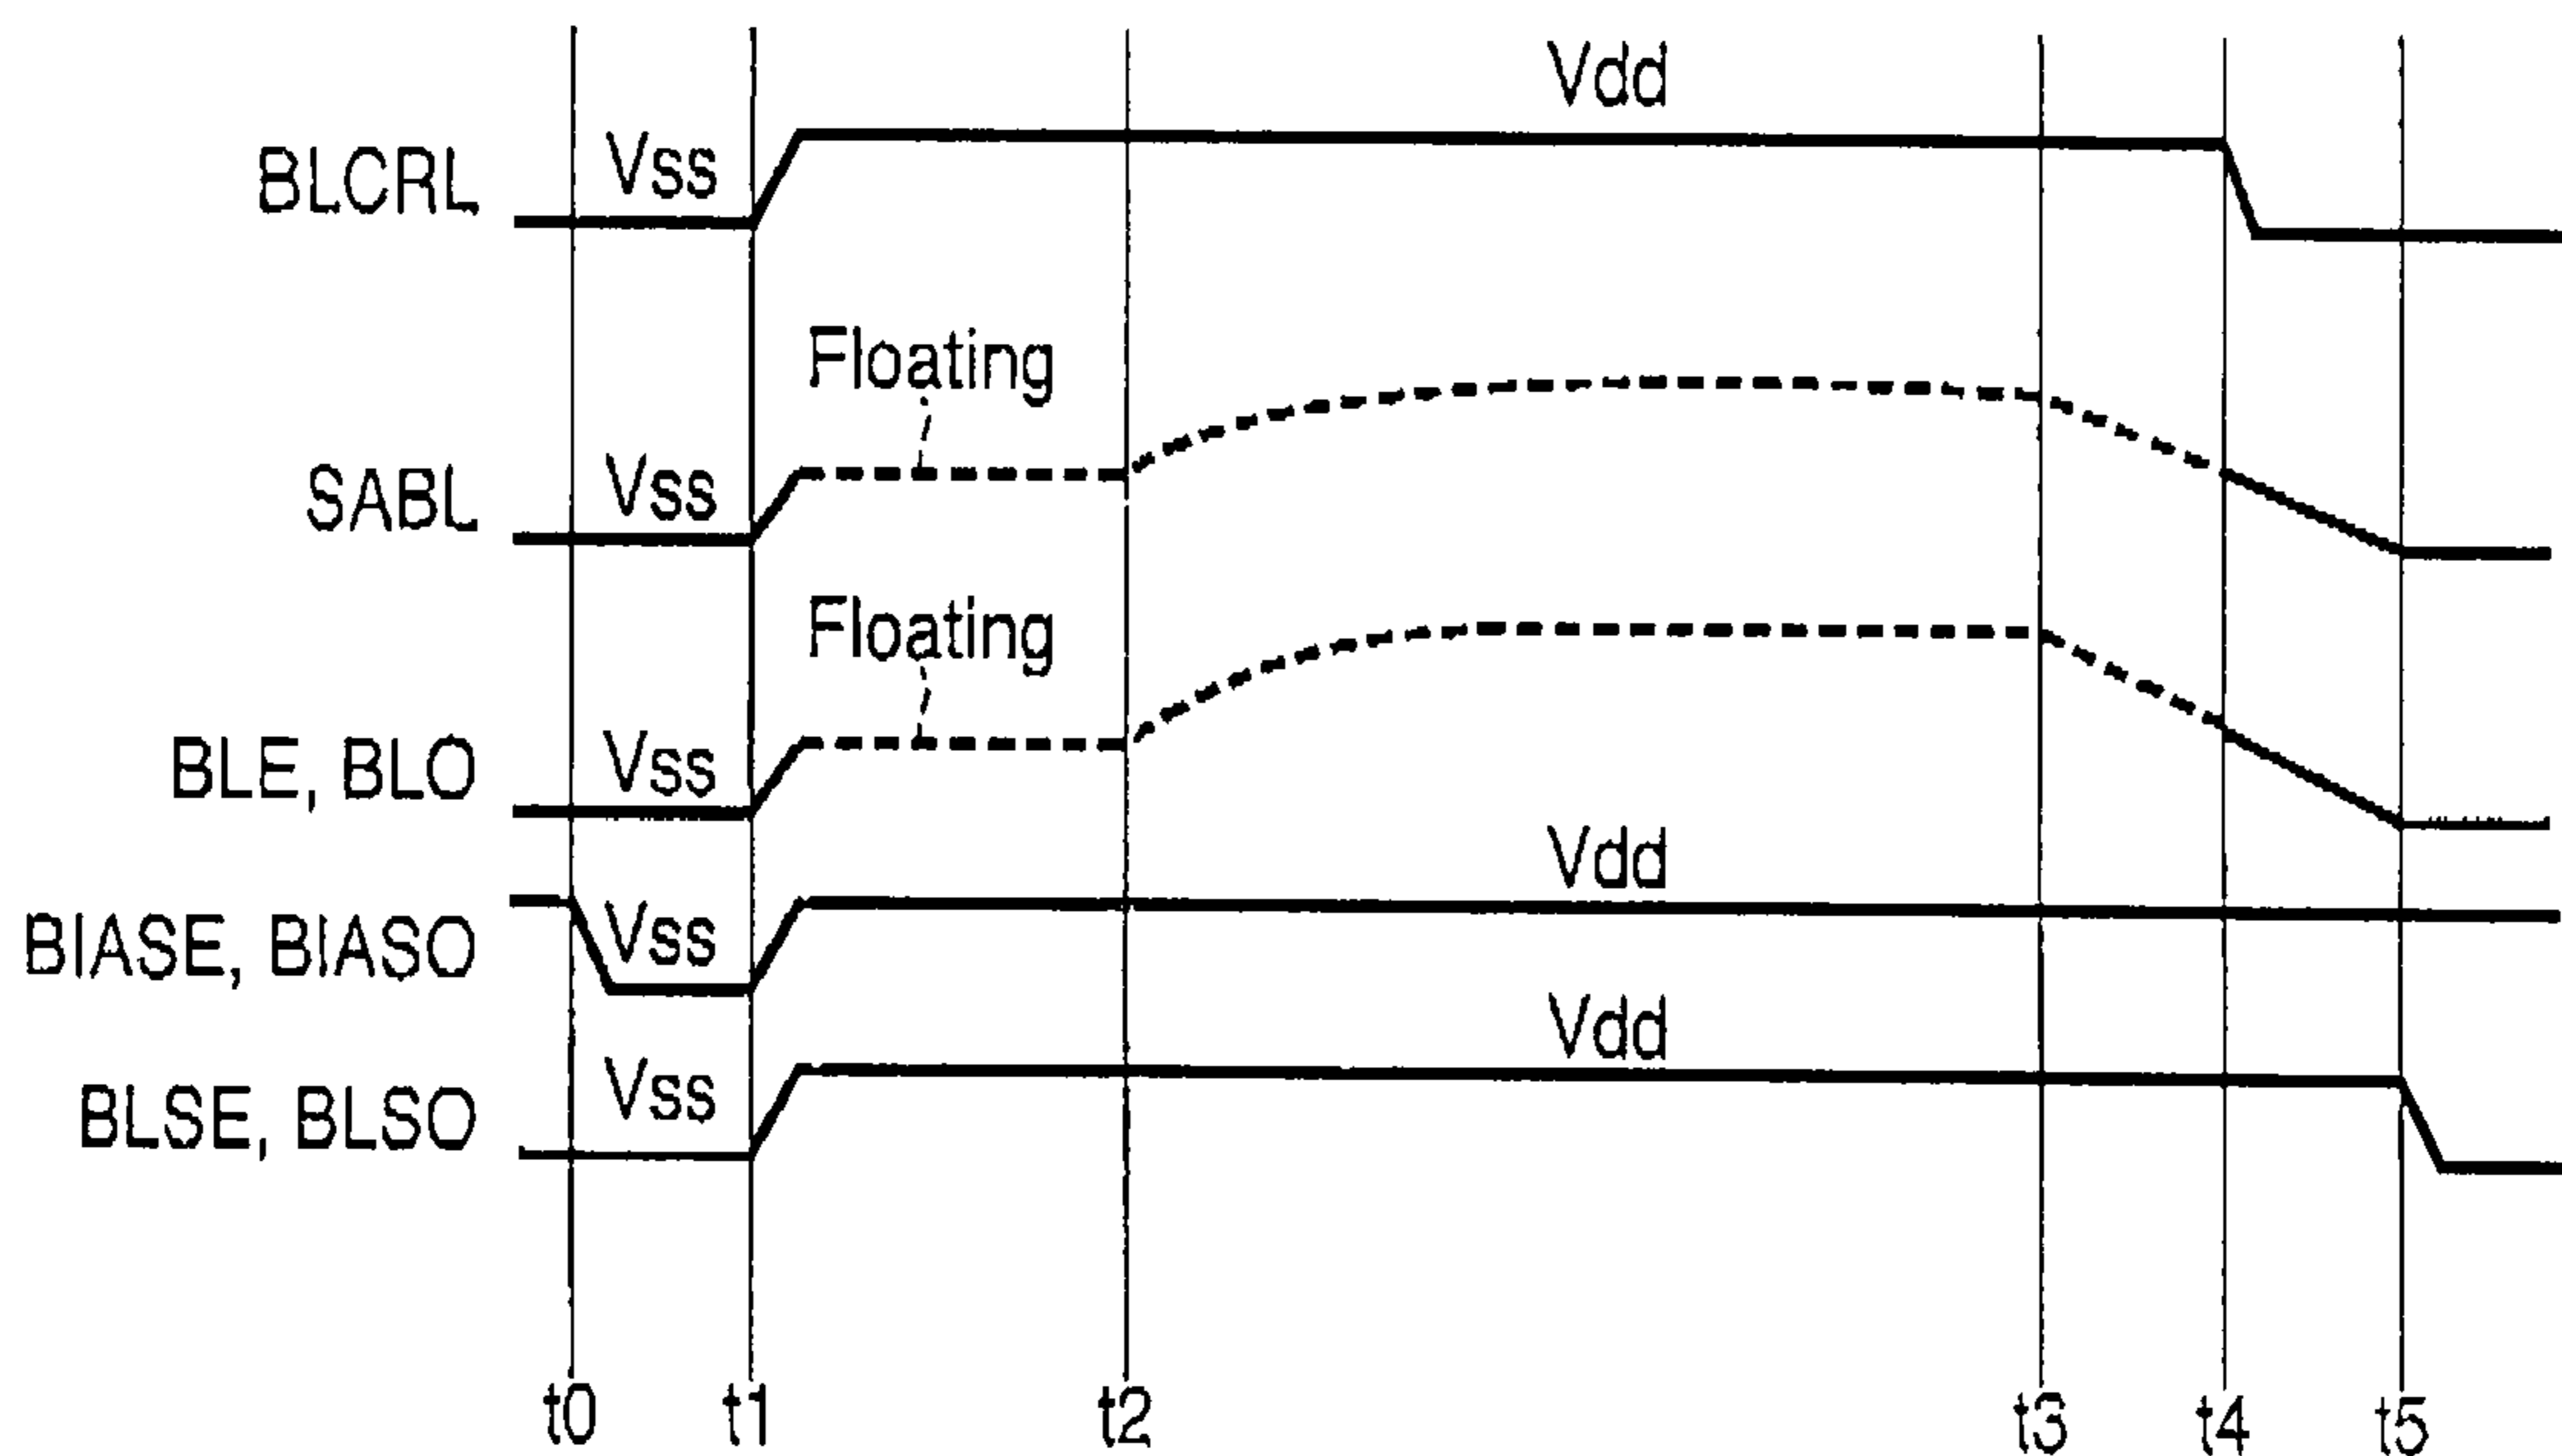 Vdd
BLCRL Vss
Floating
SABL Vss
Floating
BLE, BLO Vss
Vdd
BIASE, BIASO Vss
Vdd
BLSE, BLSO Vss
t0 t1 t2 t3 t4 t5